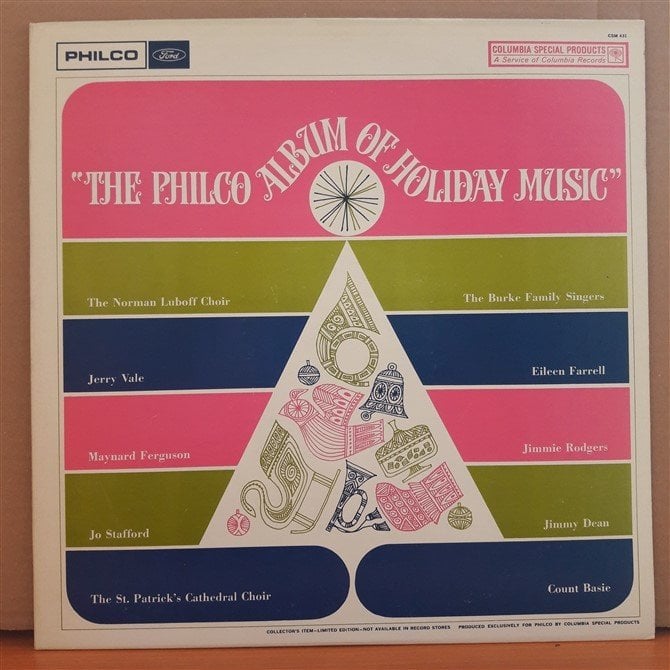 CSM 431
PHILCO Ford
COLUMBIA SPECIAL PRODUCTS
A Service of Columbia Records
"THE PHILCO ALBUM OF HOLIDAY MUSIC"
The Norman Luboff Choir
The Burke Family Singers
Jerry Vale
Eileen Farrell
Maynard Ferguson
Jimmie Rodgers
Jo Stafford
Jimmy Dean
The St. Patrick's Cathedral Choir
Count Basie
COLLECTOR'S ITEM—LIMITED EDITION—NOT AVAILABLE IN RECORD STORES PRODUCED EXCLUSIVELY FOR PHILCO BY COLUMBIA SPECIAL PRODUCTS